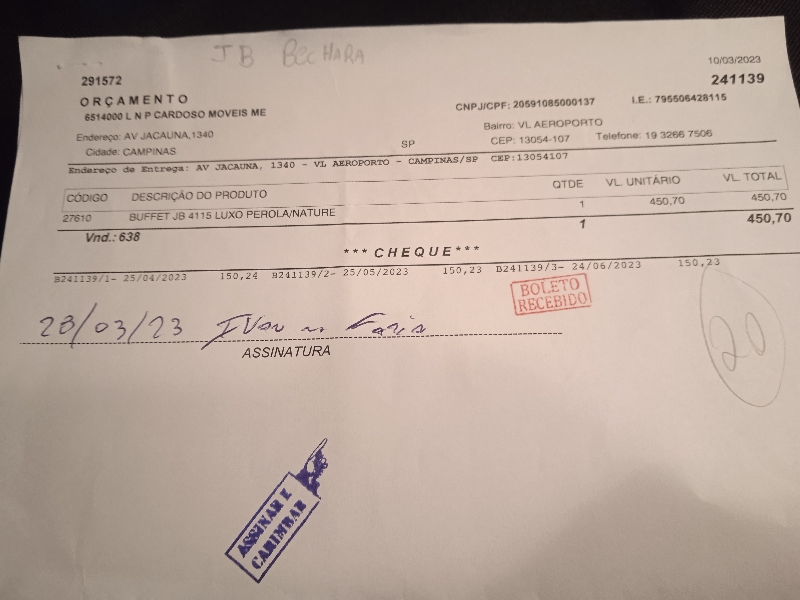 JB BECHARA
10/03/2023
291572
241139
ORÇAMENTO
6514000 L N P CARDOSO MOVEIS ME
CNPJ/CPF: 20591085000137
I.E.: 795506428115
Endereço: AV JACAUNA,1340
Bairro: VL AEROPORTO
Cidade: CAMPINAS
SP
CEP: 13054-107
Telefone: 19 3266 7506
Endereço de Entrega: AV JACAUNA, 1340 - VL AEROPORTO - CAMPINAS/SP CEP:13054107
CÓDIGO DESCRIÇÃO DO PRODUTO QTDE VL. UNITÁRIO VL. TOTAL
27610 BUFFET JB 4115 LUXO PEROLA/NATURE 1 450,70 450,70
Vnd.: 638 1 450,70
*** CHEQUE ***
B241139/1- 25/04/2023 150,24 B241139/2- 25/05/2023 150,23 B241139/3- 24/06/2023 150,23
BOLETO
RECEBIDO
28/03/23
20
ASSINATURA
ASSINAR E
CARIMBAR